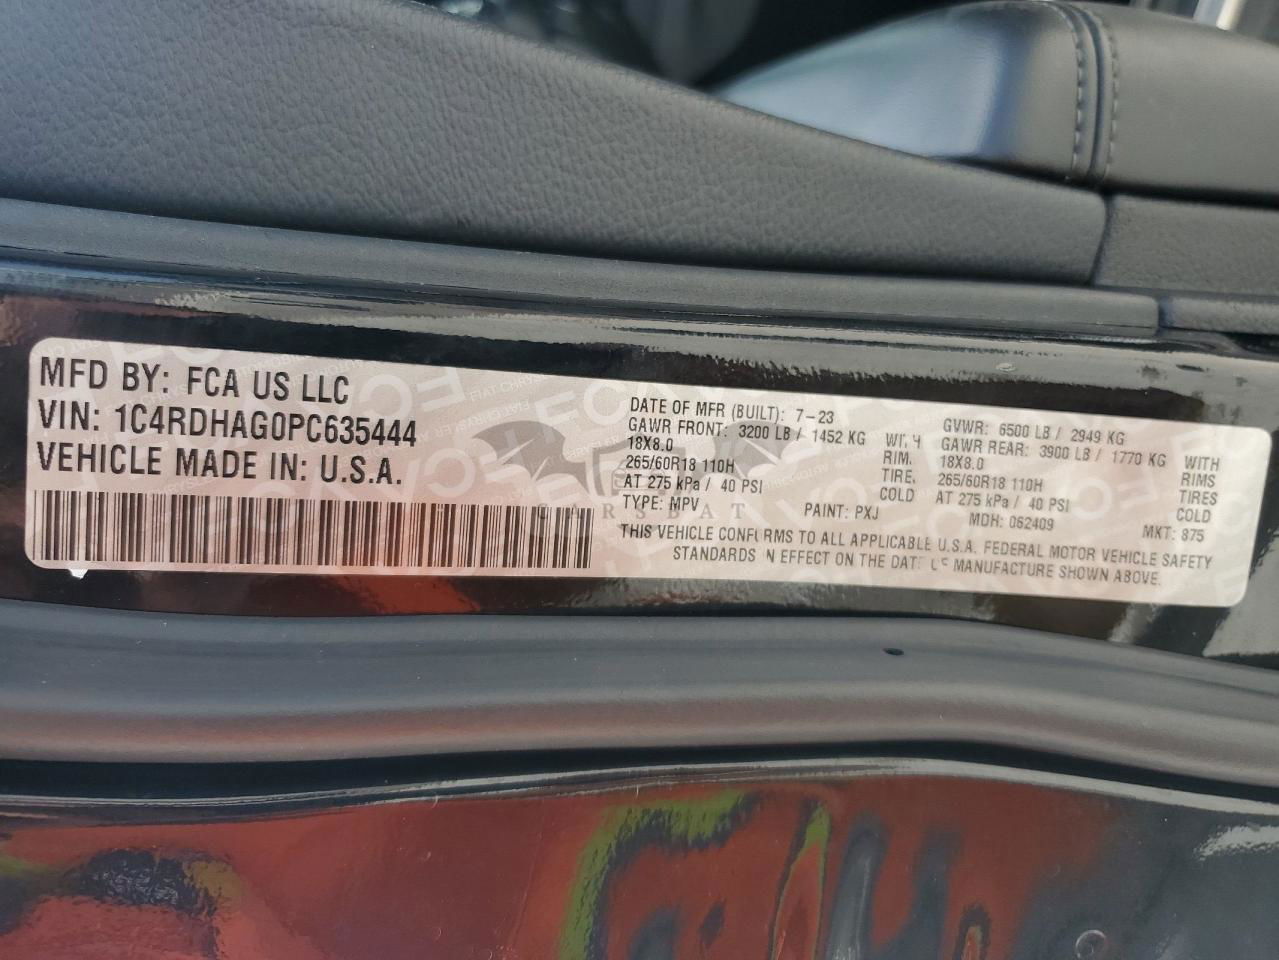 MFD BY: FCA US LLC
VIN: 1C4RDHAG0PC635444
VEHICLE MADE IN: U.S.A.
DATE OF MFR (BUILT): 7-23 GVWR: 6500 LB / 2949 KG
GAWR FRONT: 3200 LB / 1452 KG GAWR REAR: 3900 LB / 1770 KG WITH
18X8.0 RIM. 18X8.0 RIMS
265/60R18 110H TIRE. 265/60R18 110H TIRES
AT 275 kPa / 40 PSI COLD AT 275 kPa / 40 PSI COLD
TYPE: MPV PAINT: PXJ MDH: 062409 MKT: 875
THIS VEHICLE CONFORMS TO ALL APPLICABLE U.S.A. FEDERAL MOTOR VEHICLE SAFETY
STANDARDS IN EFFECT ON THE DATE OF MANUFACTURE SHOWN ABOVE.
CARSBAT